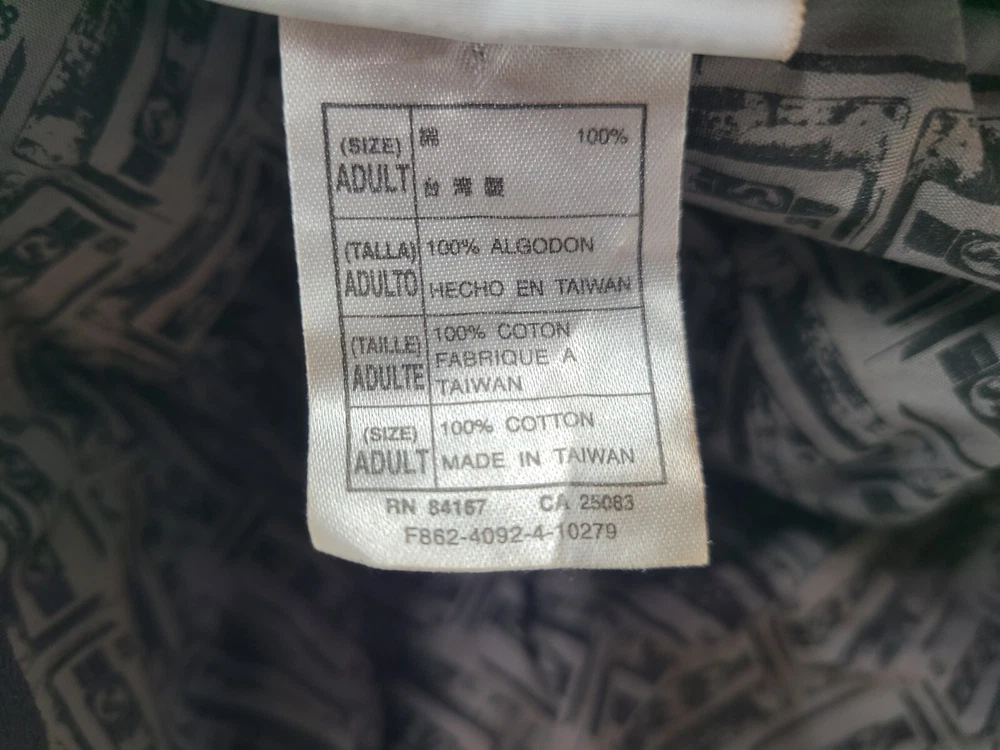 (SIZE)
ADULT
綿 100%
台湾製
(TALLA)
ADULTO
100% ALGODON
HECHO EN TAIWAN
(TAILLE)
ADULTE
100% COTON
FABRIQUE A
TAIWAN
(SIZE)
ADULT
100% COTTON
MADE IN TAIWAN
RN 84167 CA 25083
F862-4092-4-10279